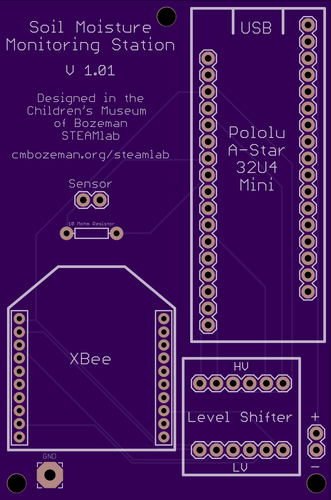 Soil Moisture
Monitoring Station
V 1.01
Designed in the
Children's Museum
of Bozeman
STEAMlab
cmbozeman.org/steamlab
Sensor
10 Mohm Resistor
USB
Pololu
A-Star
32U4
Mini
XBee
HV
Level Shifter
LV
+
-
GND